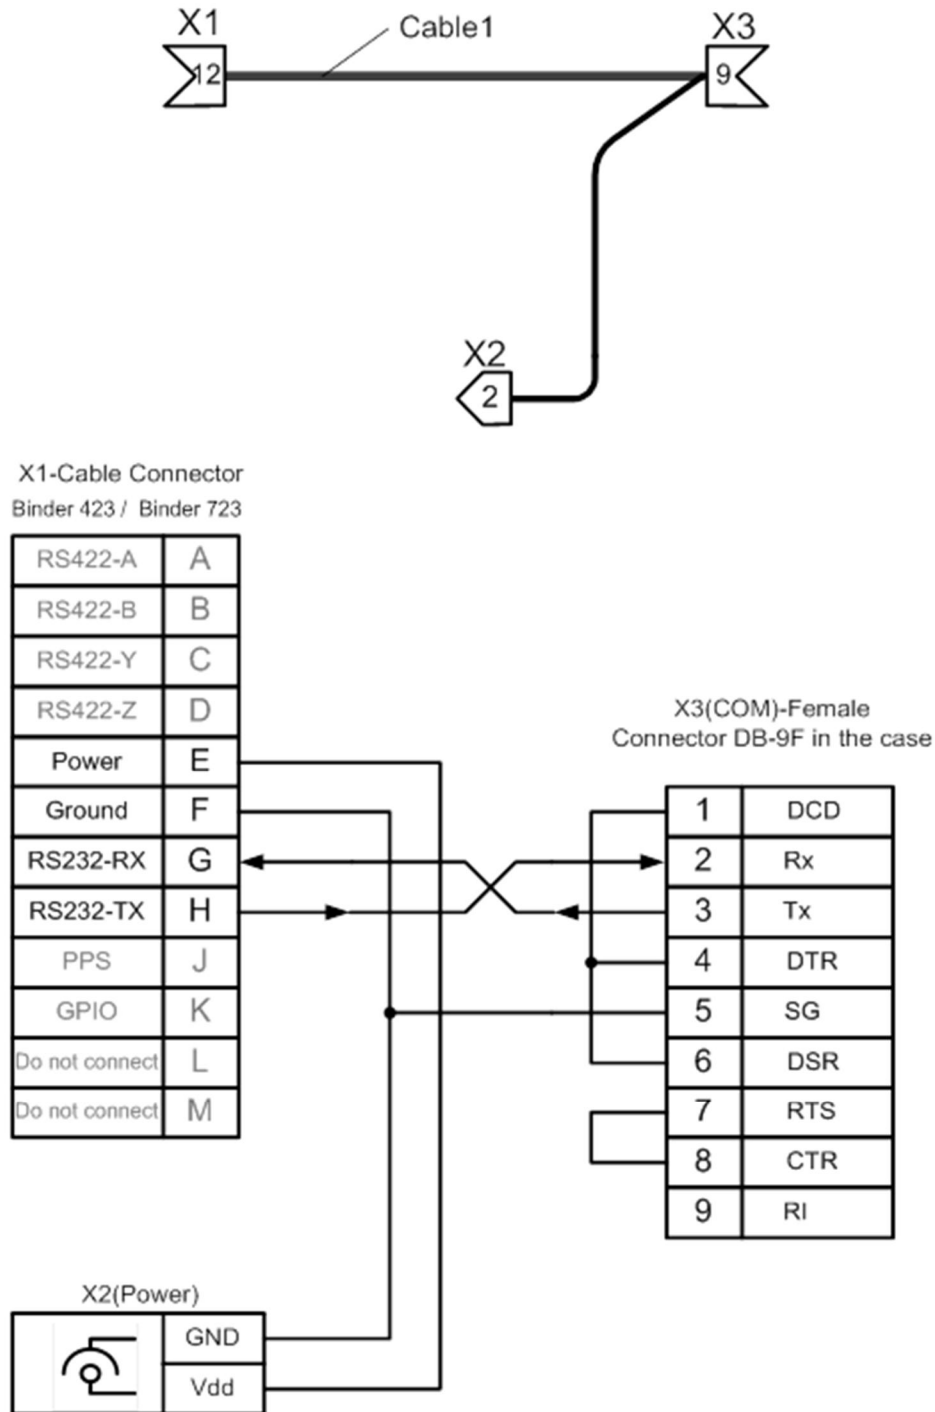 X1
Cable1
X3
12
9
X2
2
X1-Cable Connector
Binder 423 / Binder 723
RS422-A A
RS422-B B
RS422-Y C
RS422-Z D
Power E
Ground F
RS232-RX G
RS232-TX H
PPS J
GPIO K
Do not connect L
Do not connect M
X3(COM)-Female
Connector DB-9F in the case
1 DCD
2 Rx
3 Tx
4 DTR
5 SG
6 DSR
7 RTS
8 CTR
9 RI
X2(Power)
GND
Vdd